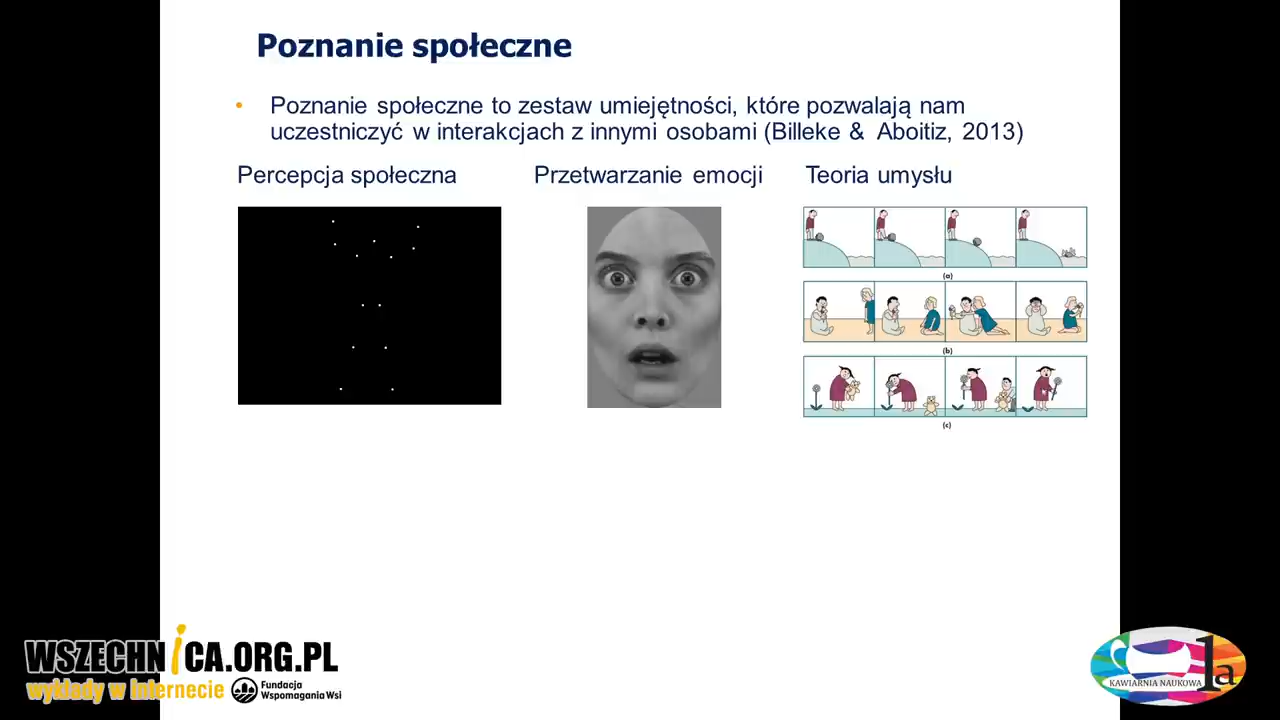 Poznanie społeczne
• Poznanie społeczne to zestaw umiejętności, które pozwalają nam
uczestniczyć w interakcjach z innymi osobami (Billeke & Aboitiz, 2013)
Percepcja społeczna
Przetwarzanie emocji
Teoria umysłu
(a)
(b)
(c)
WSZECHNICA.ORG.PL
wykłady w Internecie
Fundacja
Wspomagania Wsi
KAWIARNIA NAUKOWA 1a